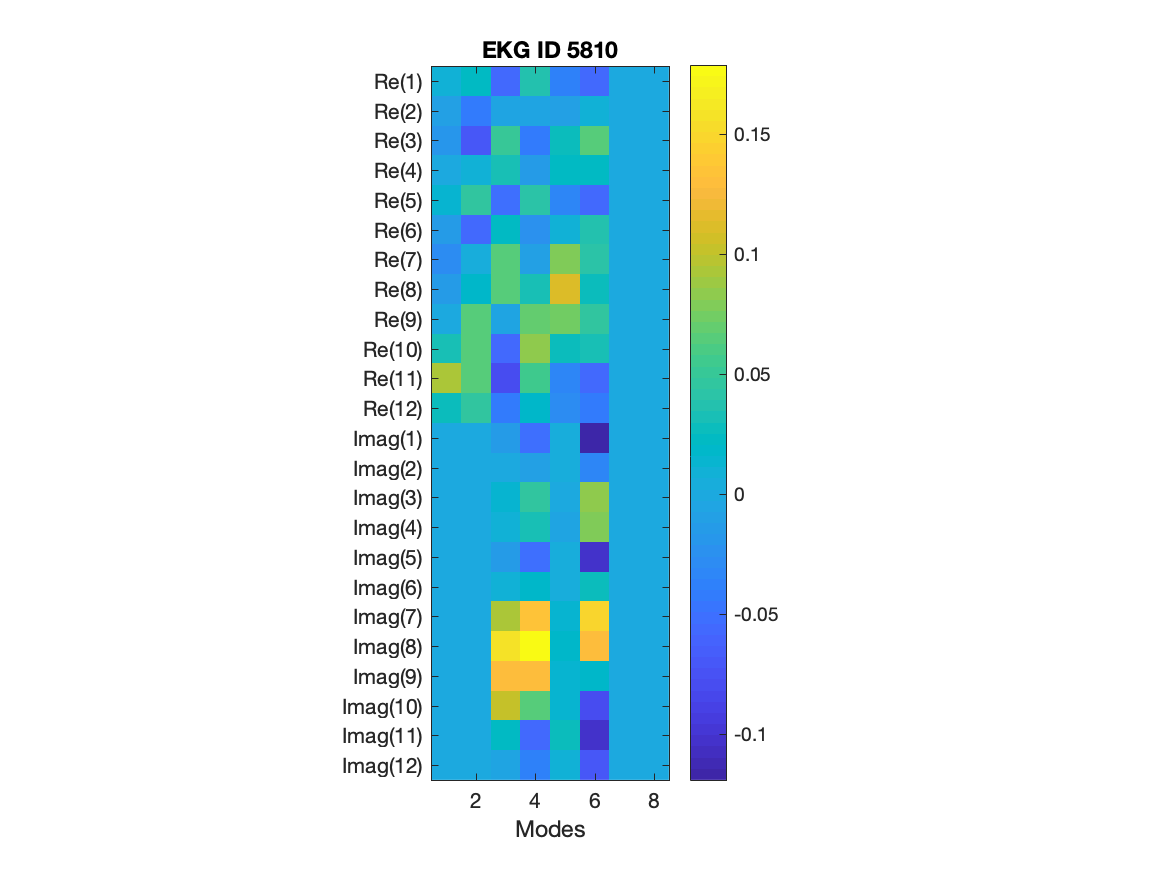 EKG ID 5810
Re(1)
Re(2)
Re(3)
Re(4)
Re(5)
Re(6)
Re(7)
Re(8)
Re(9)
Re(10)
Re(11)
Re(12)
Imag(1)
Imag(2)
Imag(3)
Imag(4)
Imag(5)
Imag(6)
Imag(7)
Imag(8)
Imag(9)
Imag(10)
Imag(11)
Imag(12)
2 4 6 8
Modes
0.15
0.1
0.05
0
-0.05
-0.1